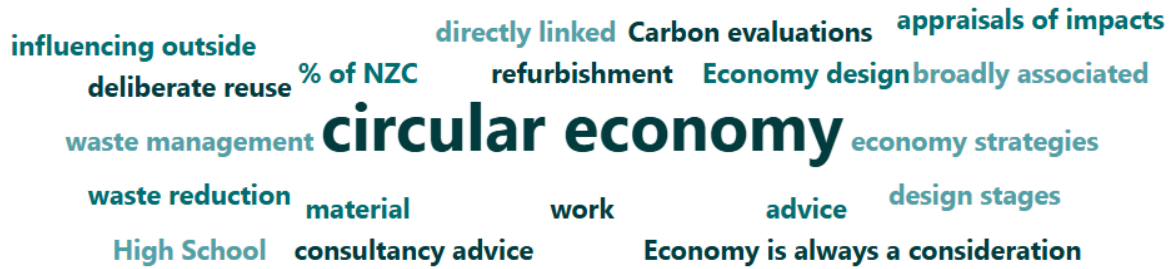 appraisals of impacts
directly linked
Carbon evaluations
influencing outside
% of NZC
refurbishment
Economy design
broadly associated
deliberate reuse
circular economy
waste management
economy strategies
waste reduction
design stages
material
work
advice
High School
consultancy advice
Economy is always a consideration